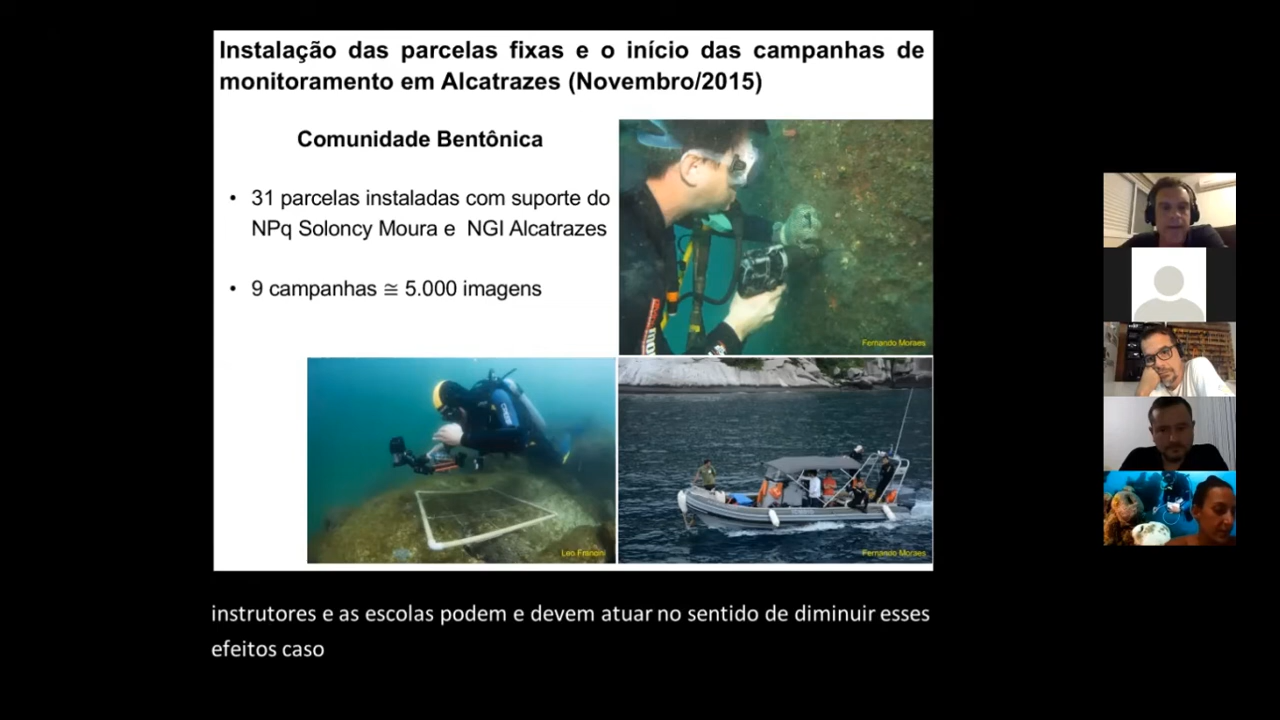 Instalação das parcelas fixas e o início das campanhas de
monitoramento em Alcatrazes (Novembro/2015)
Comunidade Bentônica
• 31 parcelas instaladas com suporte do
NPq Soloncy Moura e NGI Alcatrazes
• 9 campanhas ≅ 5.000 imagens
Fernando Moraes
Leo Francini
Fernando Moraes
instrutores e as escolas podem e devem atuar no sentido de diminuir esses
efeitos caso